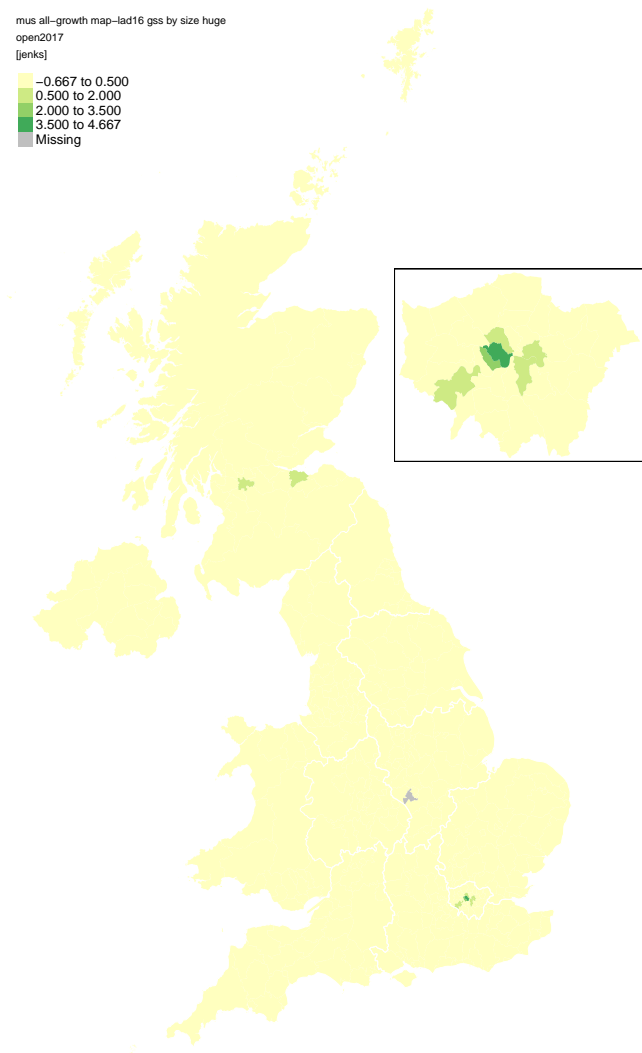 mus all−growth map−lad16 gss by size huge
open2017
[jenks]
−0.667 to 0.500
0.500 to 2.000
2.000 to 3.500
3.500 to 4.667
Missing